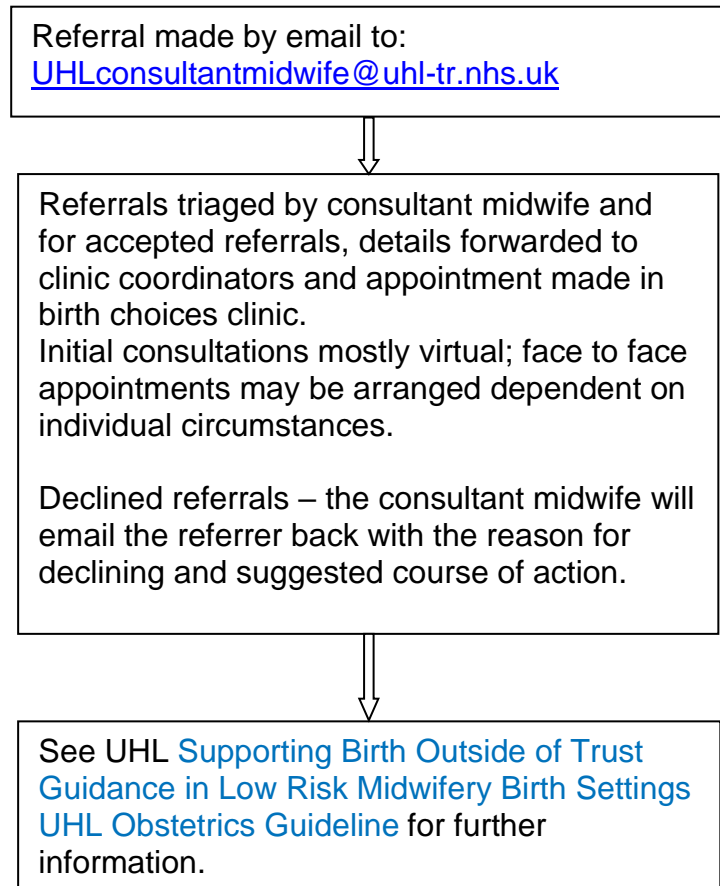 Referral made by email to:
UHLconsultantmidwife@uhl-tr.nhs.uk
Referrals triaged by consultant midwife and
for accepted referrals, details forwarded to
clinic coordinators and appointment made in
birth choices clinic.
Initial consultations mostly virtual; face to face
appointments may be arranged dependent on
individual circumstances.
Declined referrals – the consultant midwife will
email the referrer back with the reason for
declining and suggested course of action.
See UHL Supporting Birth Outside of Trust
Guidance in Low Risk Midwifery Birth Settings
UHL Obstetrics Guideline for further
information.